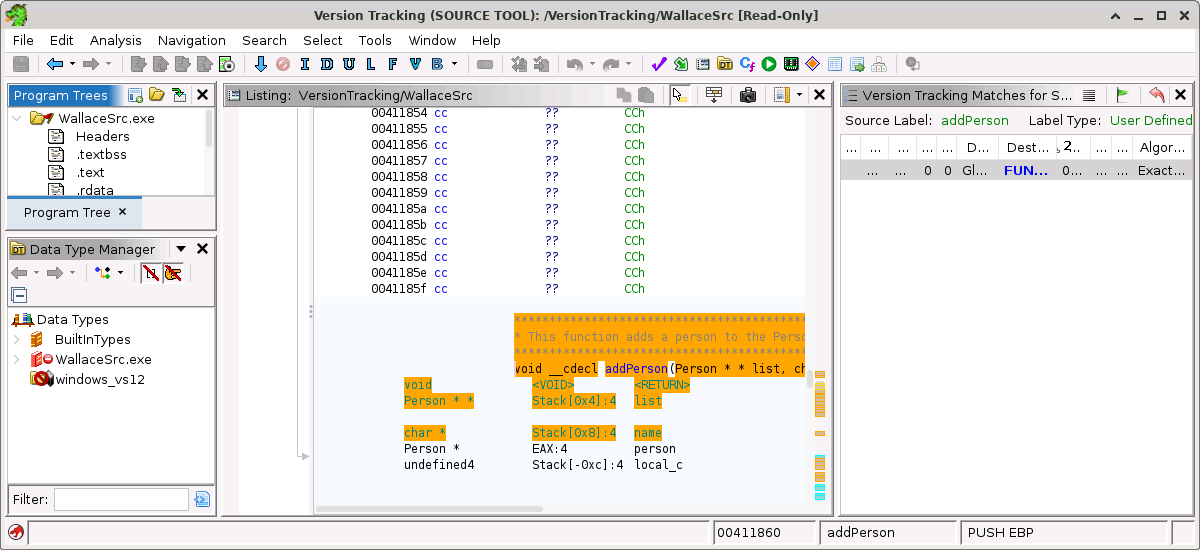 Version Tracking (SOURCE TOOL): /VersionTracking/WallaceSrc [Read-Only]
File Edit Analysis Navigation Search Select Tools Window Help
I D U L F V B
Program Trees
WallaceSrc.exe
Headers
.textbss
.text
.rdata
Program Tree
Data Type Manager
Data Types
BuiltInTypes
WallaceSrc.exe
windows_vs12
Filter:
Listing: VersionTracking/WallaceSrc
00411854 cc ?? CCh
00411855 cc ?? CCh
00411856 cc ?? CCh
00411857 cc ?? CCh
00411858 cc ?? CCh
00411859 cc ?? CCh
0041185a cc ?? CCh
0041185b cc ?? CCh
0041185c cc ?? CCh
0041185d cc ?? CCh
0041185e cc ?? CCh
0041185f cc ?? CCh
******************************************
* This function adds a person to the Perso
******************************************
void __cdecl addPerson(Person * * list, ch
void <VOID> <RETURN>
Person * * Stack[0x4]:4 list
char * Stack[0x8]:4 name
Person * EAX:4 person
undefined4 Stack[-0xc]:4 local_c
Version Tracking Matches for S...
Source Label: addPerson Label Type: User Defined
... ... ... ... ... D... Dest... 2... ... ... Algor...
... ... 0 0 Gl... FUN... 0... ... ... Exact...
00411860 addPerson PUSH EBP